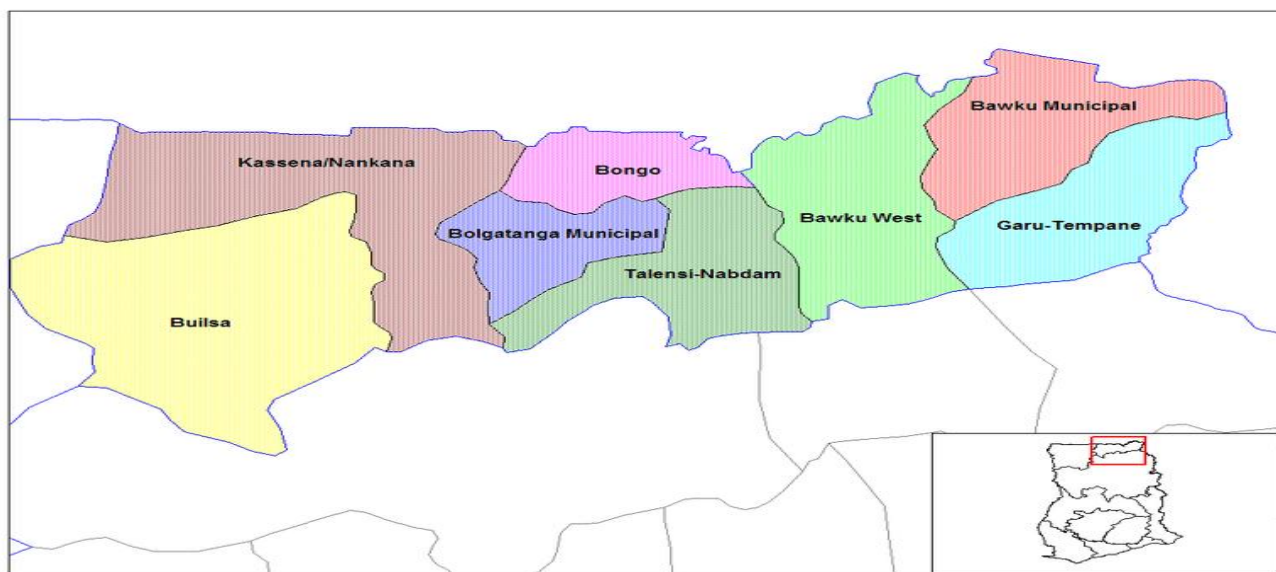 Bawku Municipal
Kassena/Nankana
Bongo
Bawku West
Garu-Tempane
Bolgatanga Municipal
Talensi-Nabdam
Builsa